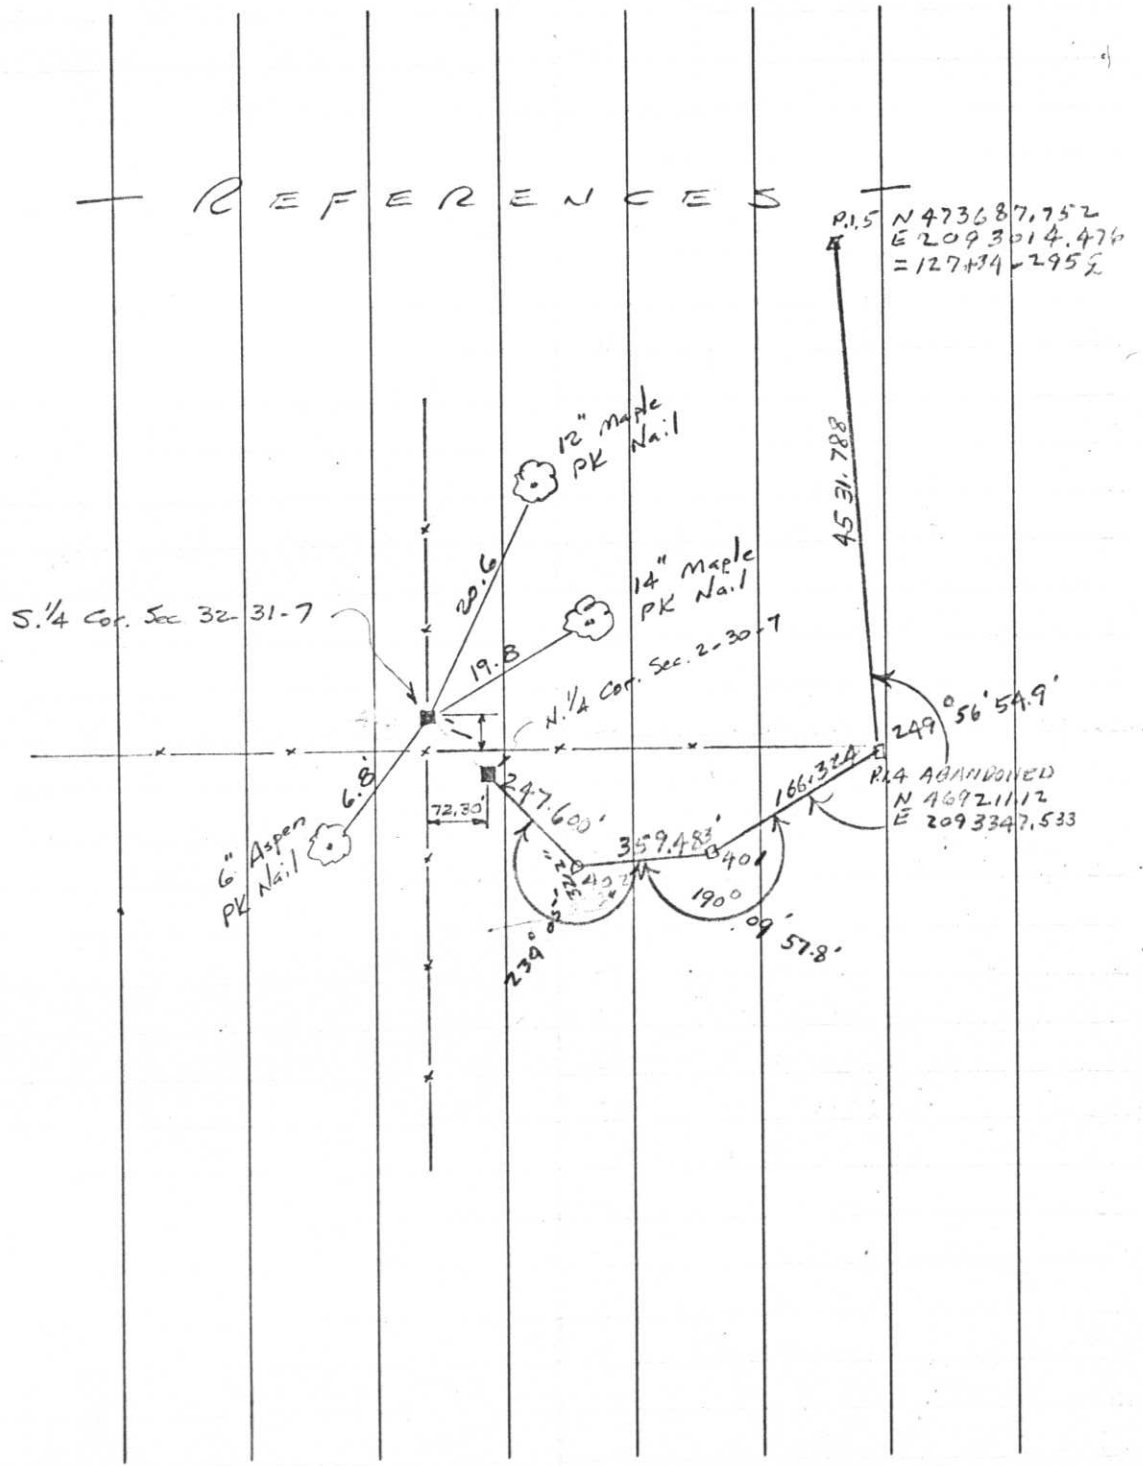 REFERENCES
P.I.5 N 473687.752
E 2093014.476
= 127+34.295 ℄
12" Maple
PK Nail
4531.788
20.6
14" Maple
PK Nail
S.1/4 Cor. Sec 32-31-7
19.8
N.1/4 Cor. Sec. 2-30-7
249° 56' 54.9"
6.8'
72.30'
247.600'
166.324
P.I.4 ABANDONED
N 469211.12
E 2093347.533
6" Aspen
PK Nail
359.483'
401
402
190° 09' 57.8"
239°